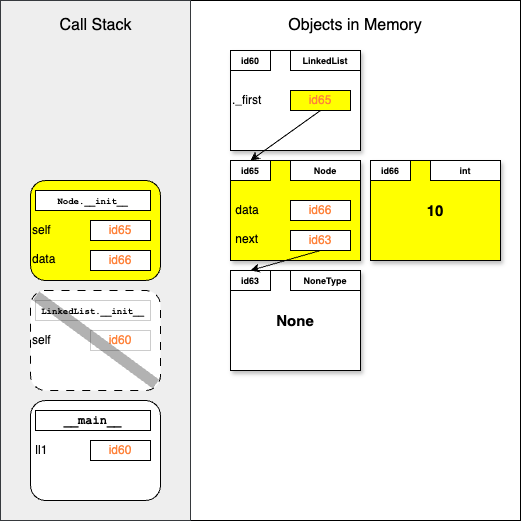 Call Stack
Objects in Memory
id60
LinkedList
._first
id65
id65
Node
data
id66
next
id63
id66
int
10
id63
NoneType
None
Node.__init__
self
id65
data
id66
LinkedList.__init__
self
id60
__main__
ll1
id60